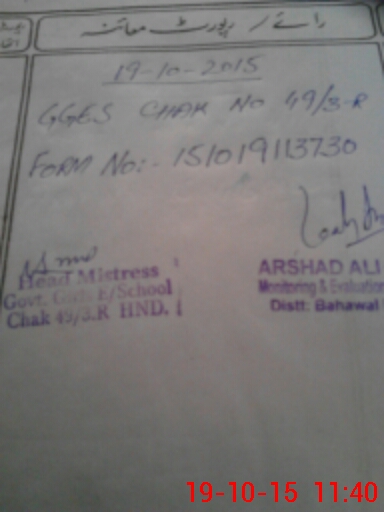 رائے / رپورٹ معائنہ
19-10-2015
GGES CHAK NO 49/3-R
FORM No:- 151019113730
Head Mistress
Govt. Girls E/School
Chak 49/3.R HND.
ARSHAD ALI
Monitoring & Evaluation
Distt: Bahawal
19-10-15 11:40